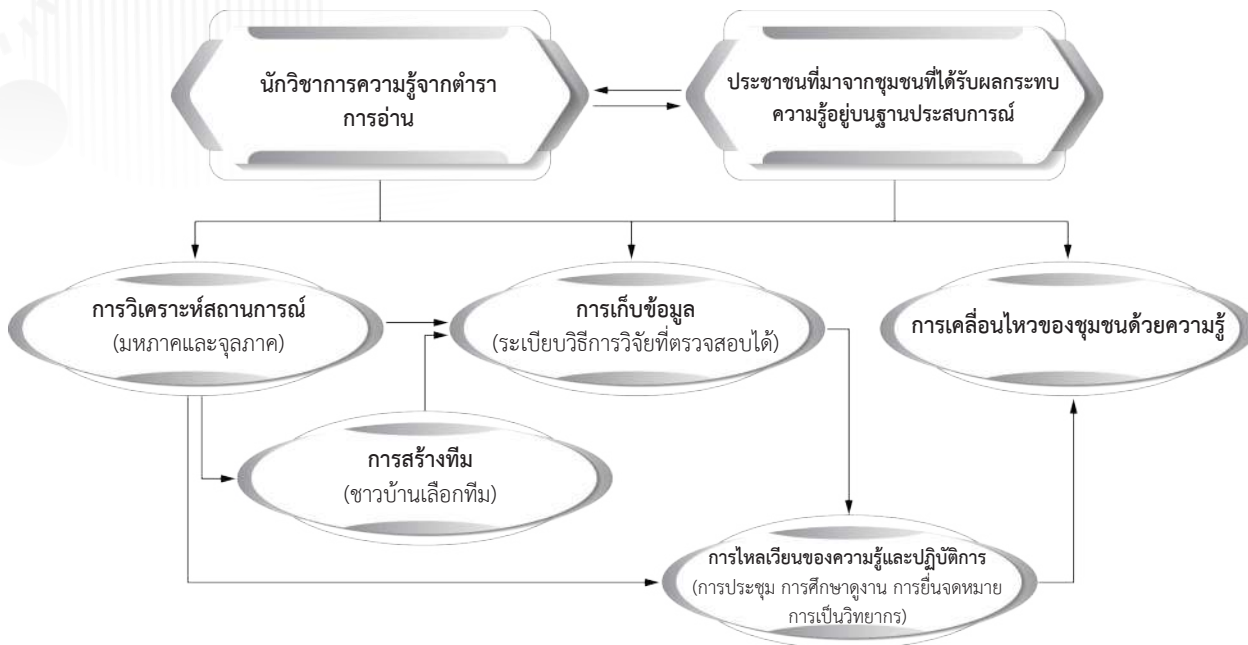 นักวิชาการความรู้จากตำรา
การอ่าน
ประชาชนที่มาจากชุมชนที่ได้รับผลกระทบ
ความรู้อยู่บนฐานประสบการณ์
การวิเคราะห์สถานการณ์
(มหภาคและจุลภาค)
การเก็บข้อมูล
(ระเบียบวิธีการวิจัยที่ตรวจสอบได้)
การเคลื่อนไหวของชุมชนด้วยความรู้
การสร้างทีม
(ชาวบ้านเลือกทีม)
การไหลเวียนของความรู้และปฏิบัติการ
(การประชุม การศึกษาดูงาน การยื่นจดหมาย
การเป็นวิทยากร)